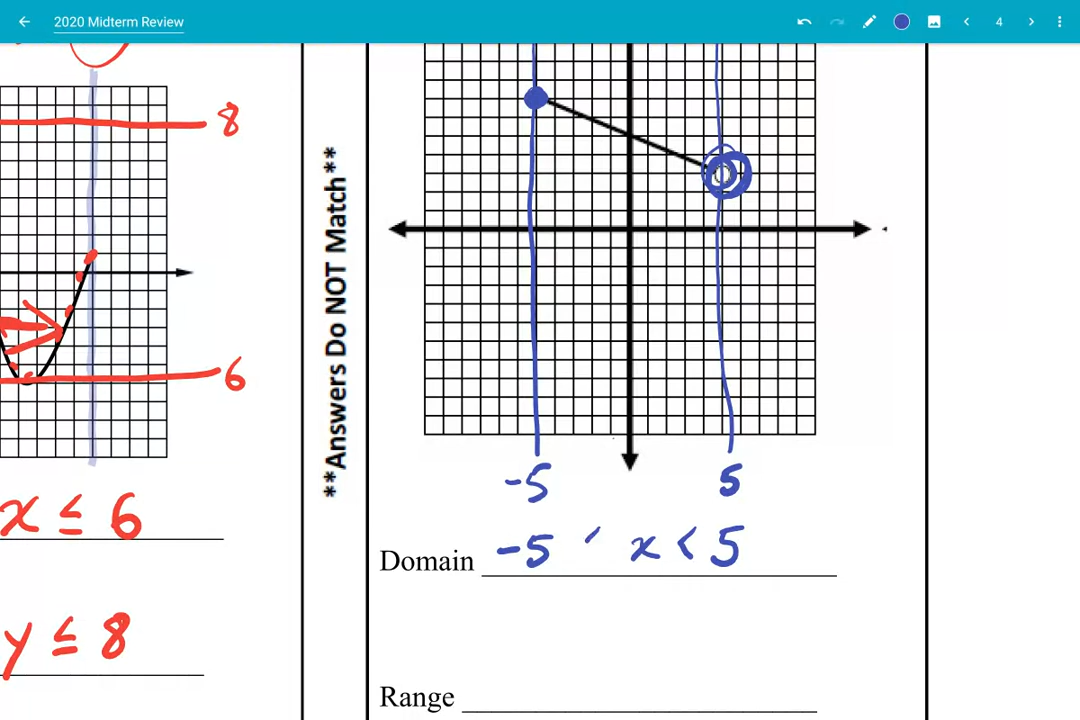 2020 Midterm Review
4
8
6
x ≤ 6
y ≤ 8
**Answers Do NOT Match**
-5
5
Domain -5 ‘ x < 5
Range